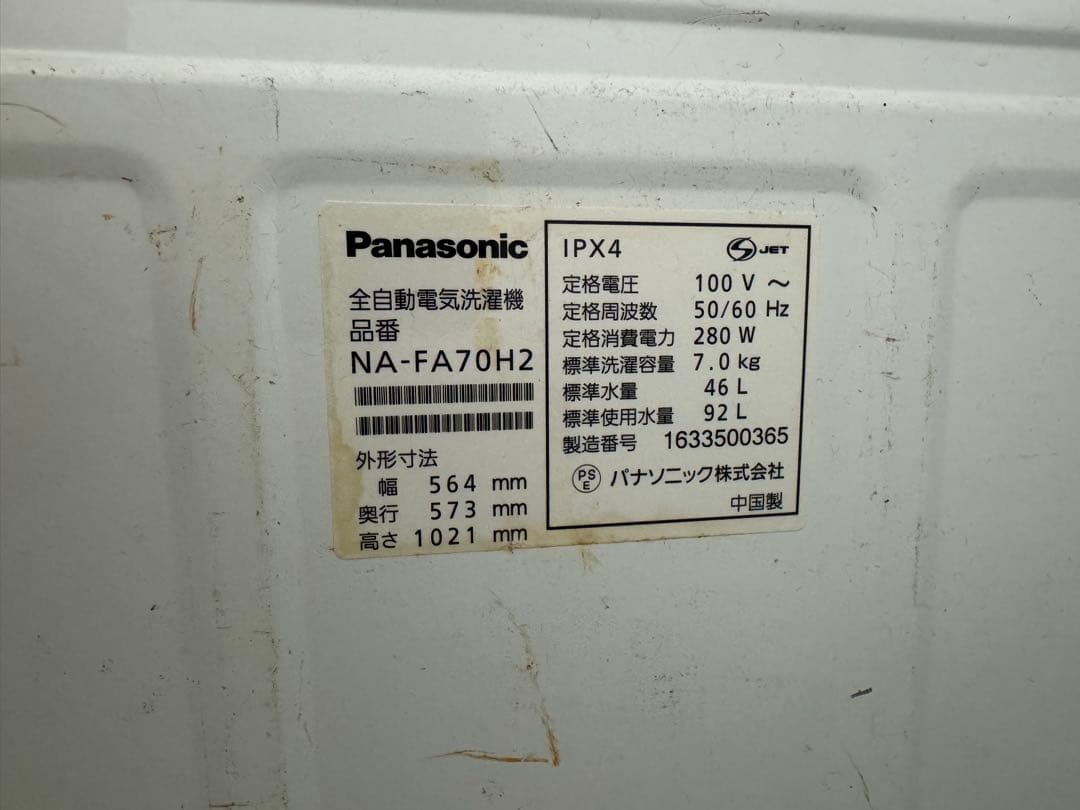 Panasonic
全自動電気洗濯機
品番
NA-FA70H2
外形寸法
幅 564 mm
奥行 573 mm
高さ 1021 mm
IPX4 S JET
定格電圧 100 V ~
定格周波数 50/60 Hz
定格消費電力 280 W
標準洗濯容量 7.0 kg
標準水量 46 L
標準使用水量 92 L
製造番号 1633500365
PSE パナソニック株式会社
中国製